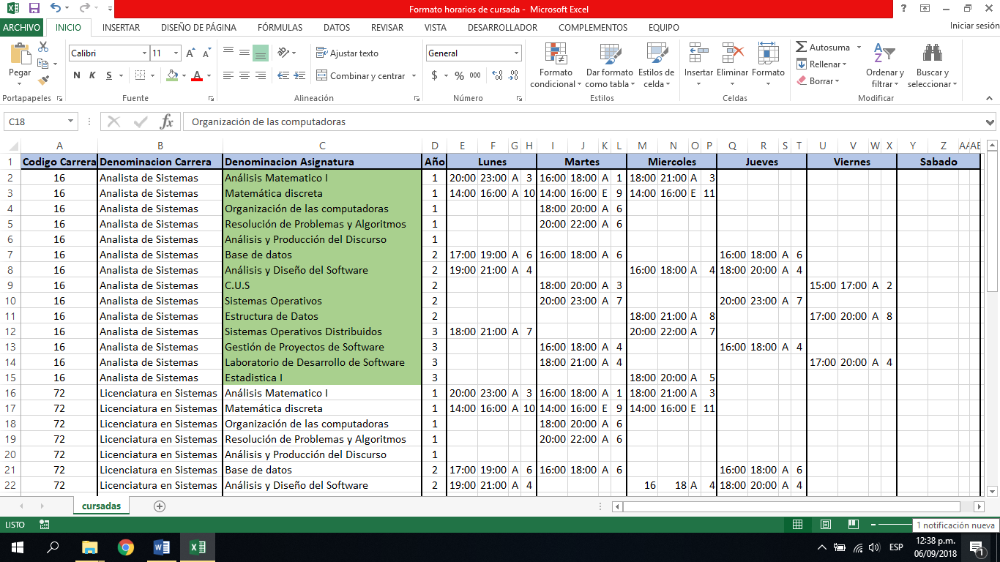 Formato horarios de cursada - Microsoft Excel
ARCHIVO INICIO INSERTAR DISEÑO DE PÁGINA FÓRMULAS DATOS REVISAR VISTA DESARROLLADOR COMPLEMENTOS EQUIPO Iniciar sesión
Pegar
Calibri 11
N K S
Ajustar texto
Combinar y centrar
General
$ % 000
Formato condicional
Dar formato como tabla
Estilos de celda
Insertar Eliminar Formato
Autosuma
Rellenar
Borrar
Ordenar y filtrar
Buscar y seleccionar
Portapapeles Fuente Alineación Número Estilos Celdas Modificar
C18 fx Organización de las computadoras
A B C D E F G H I J K L M N O P Q R S T U V W X Y Z AA AB
1 Codigo Carrera Denominacion Carrera Denominacion Asignatura Año Lunes Martes Miercoles Jueves Viernes Sabado
2 16 Analista de Sistemas Análisis Matematico I 1 20:00 23:00 A 3 16:00 18:00 A 1 18:00 21:00 A 3
3 16 Analista de Sistemas Matemática discreta 1 14:00 16:00 A 10 14:00 16:00 E 9 14:00 16:00 E 11
4 16 Analista de Sistemas Organización de las computadoras 1 18:00 20:00 A 6
5 16 Analista de Sistemas Resolución de Problemas y Algoritmos 1 20:00 22:00 A 6
6 16 Analista de Sistemas Análisis y Producción del Discurso 1
7 16 Analista de Sistemas Base de datos 2 17:00 19:00 A 6 16:00 18:00 A 6 16:00 18:00 A 6
8 16 Analista de Sistemas Análisis y Diseño del Software 2 19:00 21:00 A 4 16:00 18:00 A 4 18:00 20:00 A 4
9 16 Analista de Sistemas C.U.S 2 18:00 20:00 A 3 15:00 17:00 A 2
10 16 Analista de Sistemas Sistemas Operativos 2 20:00 23:00 A 7 20:00 23:00 A 7
11 16 Analista de Sistemas Estructura de Datos 2 18:00 21:00 A 8 17:00 20:00 A 8
12 16 Analista de Sistemas Sistemas Operativos Distribuidos 3 18:00 21:00 A 7 20:00 22:00 A 7
13 16 Analista de Sistemas Gestión de Proyectos de Software 3 16:00 18:00 A 4 16:00 18:00 A 4
14 16 Analista de Sistemas Laboratorio de Desarrollo de Software 3 18:00 21:00 A 4 17:00 20:00 A 4
15 16 Analista de Sistemas Estadistica I 3 18:00 20:00 A 5
16 72 Licenciatura en Sistemas Análisis Matematico I 1 20:00 23:00 A 3 16:00 18:00 A 1 18:00 21:00 A 3
17 72 Licenciatura en Sistemas Matemática discreta 1 14:00 16:00 A 10 14:00 16:00 E 9 14:00 16:00 E 11
18 72 Licenciatura en Sistemas Organización de las computadoras 1 18:00 20:00 A 6
19 72 Licenciatura en Sistemas Resolución de Problemas y Algoritmos 1 20:00 22:00 A 6
20 72 Licenciatura en Sistemas Análisis y Producción del Discurso 1
21 72 Licenciatura en Sistemas Base de datos 2 17:00 19:00 A 6 16:00 18:00 A 6 16:00 18:00 A 6
22 72 Licenciatura en Sistemas Análisis y Diseño del Software 2 19:00 21:00 A 4 16 18 A 4 18:00 20:00 A 4
cursadas
LISTO
1 notificación nueva
ESP
12:38 p.m.
06/09/2018
1